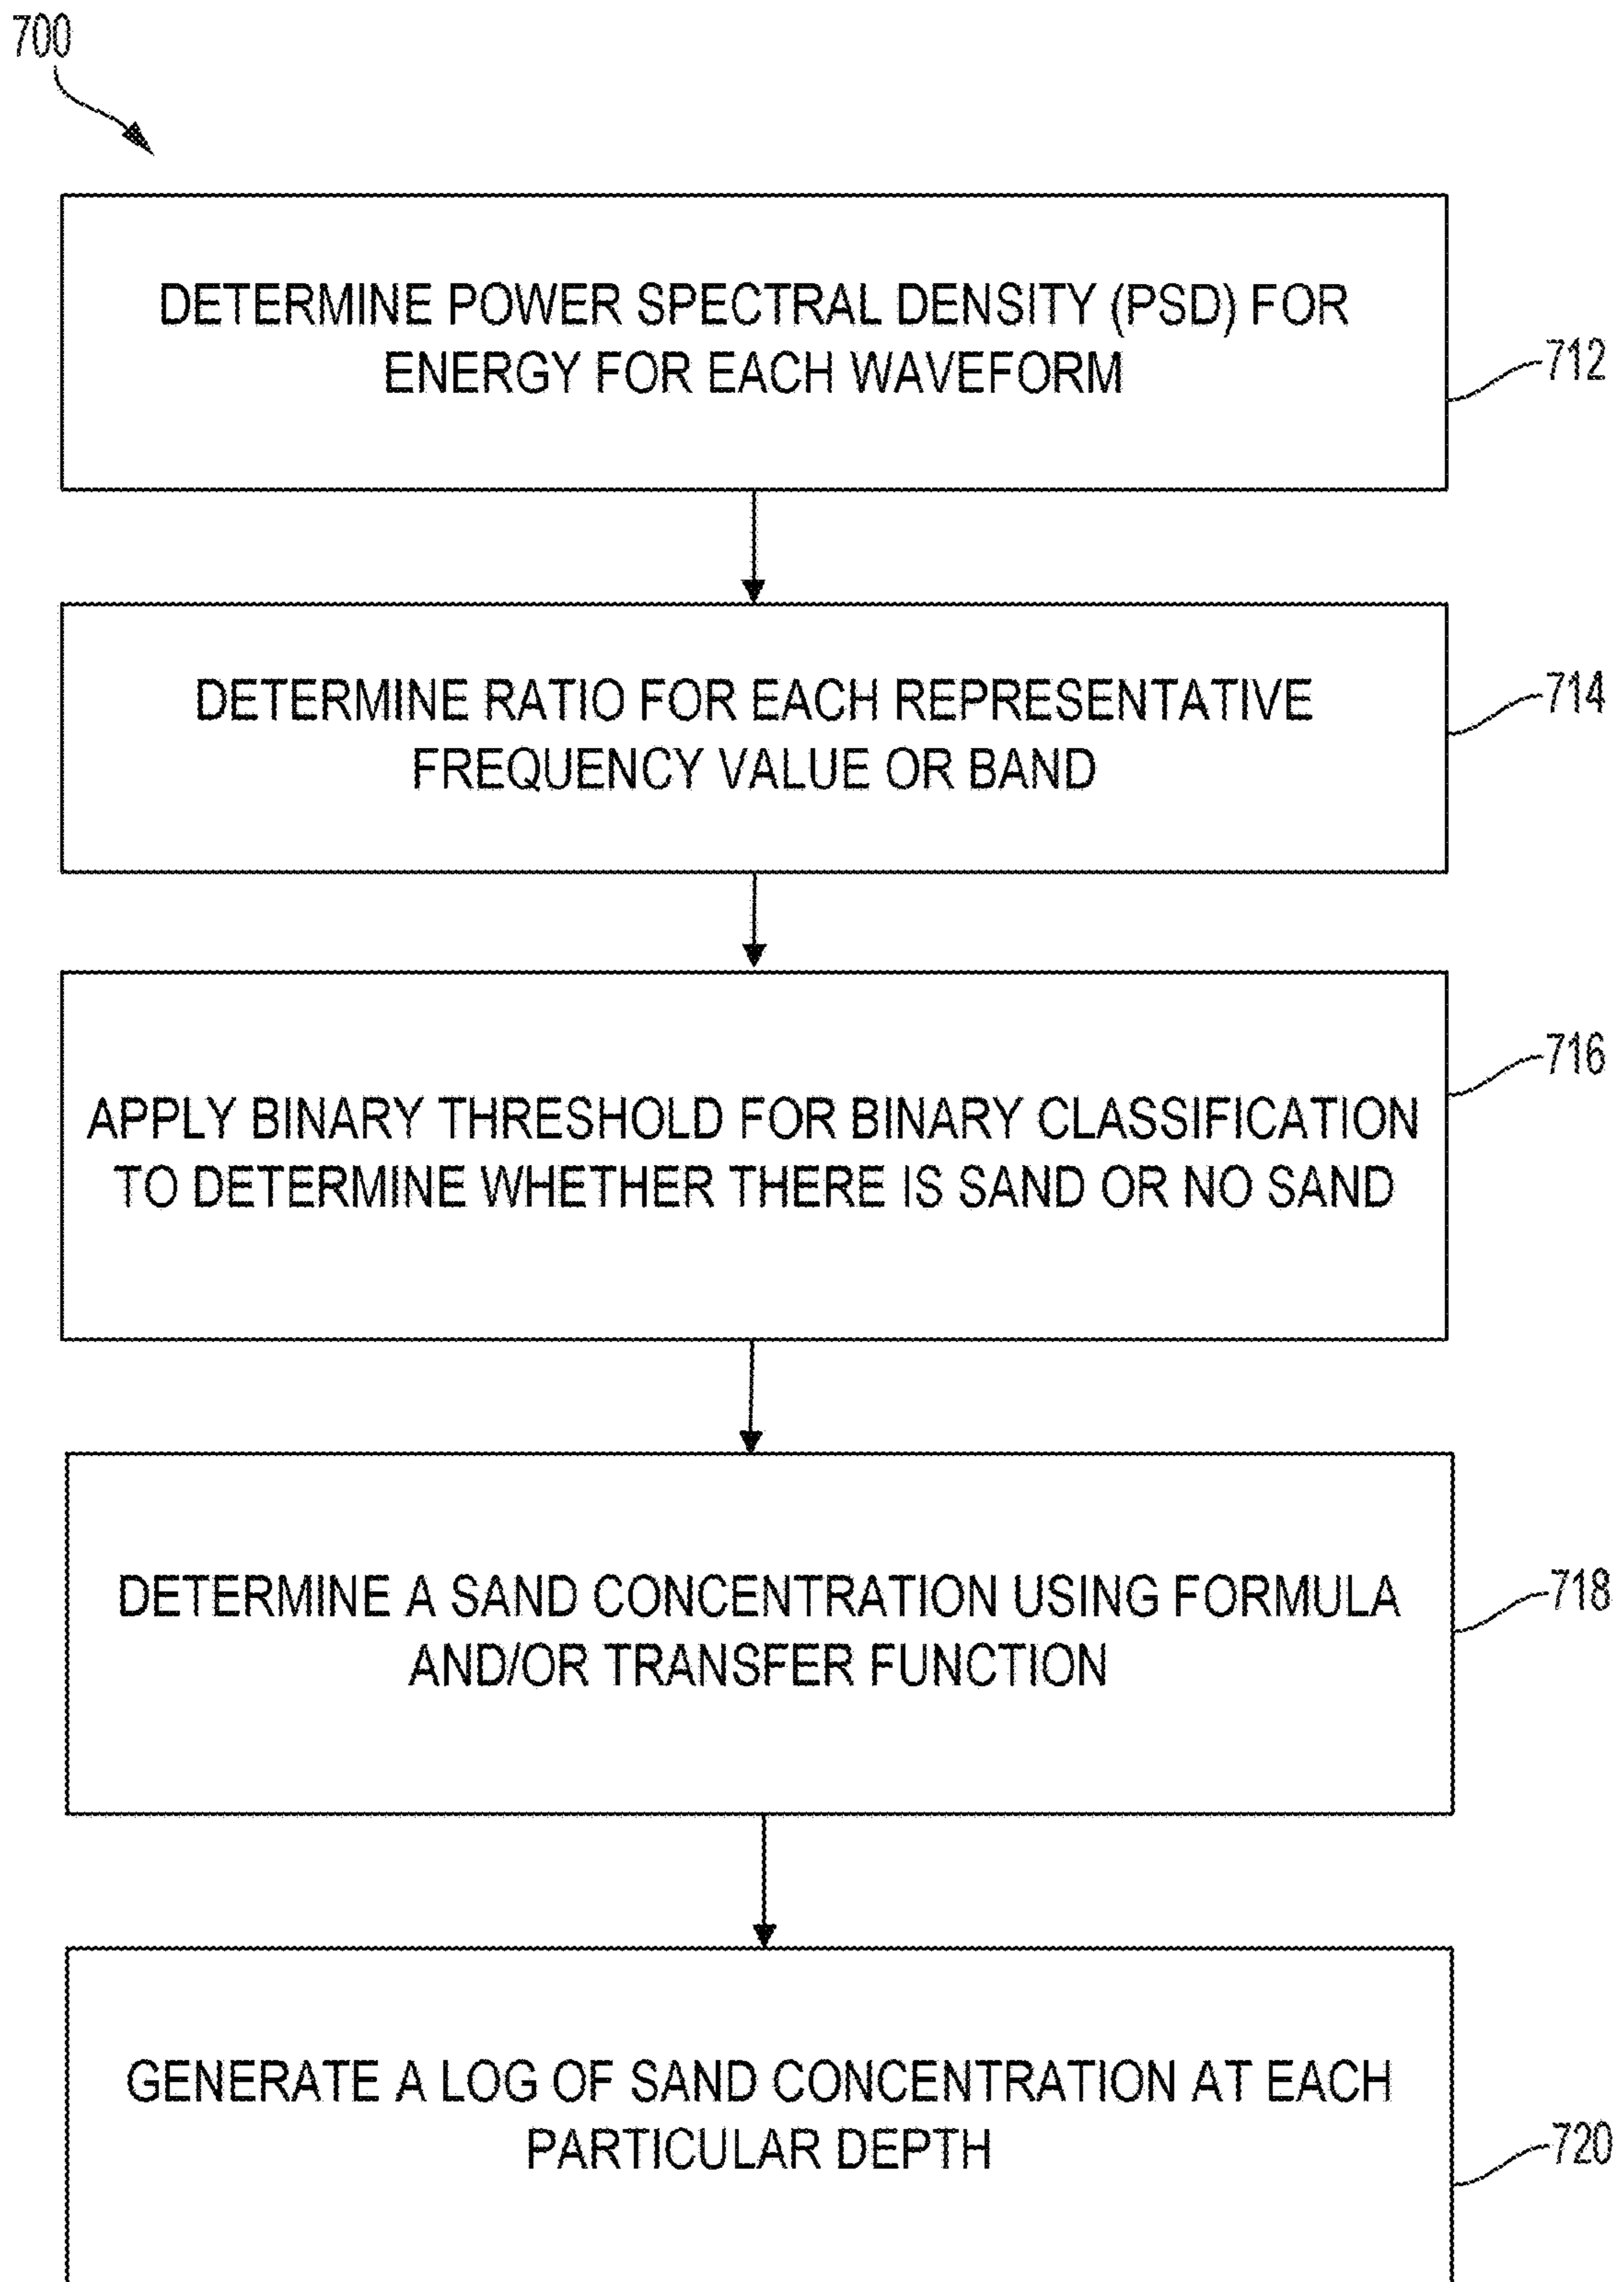 700
DETERMINE POWER SPECTRAL DENSITY (PSD) FOR
ENERGY FOR EACH WAVEFORM
712
DETERMINE RATIO FOR EACH REPRESENTATIVE
FREQUENCY VALUE OR BAND
714
APPLY BINARY THRESHOLD FOR BINARY CLASSIFICATION
TO DETERMINE WHETHER THERE IS SAND OR NO SAND
716
DETERMINE A SAND CONCENTRATION USING FORMULA
AND/OR TRANSFER FUNCTION
718
GENERATE A LOG OF SAND CONCENTRATION AT EACH
PARTICULAR DEPTH
720